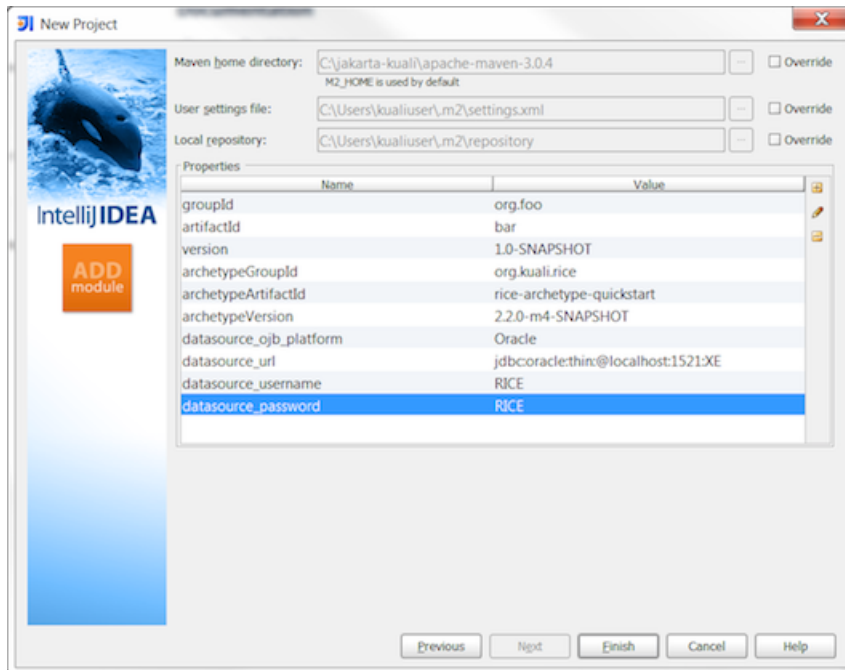 Documentation
New Project
Maven home directory: C:\jakarta-kuali\apache-maven-3.0.4 ... Override
M2_HOME is used by default
User settings file: C:\Users\kualiuser\.m2\settings.xml ... Override
Local repository: C:\Users\kualiuser\.m2\repository ... Override
Properties
Name Value
groupId org.foo
artifactId bar
version 1.0-SNAPSHOT
archetypeGroupId org.kuali.rice
archetypeArtifactId rice-archetype-quickstart
archetypeVersion 2.2.0-m4-SNAPSHOT
datasource_ojb_platform Oracle
datasource_url jdbc:oracle:thin:@localhost:1521:XE
datasource_username RICE
datasource_password RICE
IntelliJIDEA
ADD
module
Previous Next Finish Cancel Help